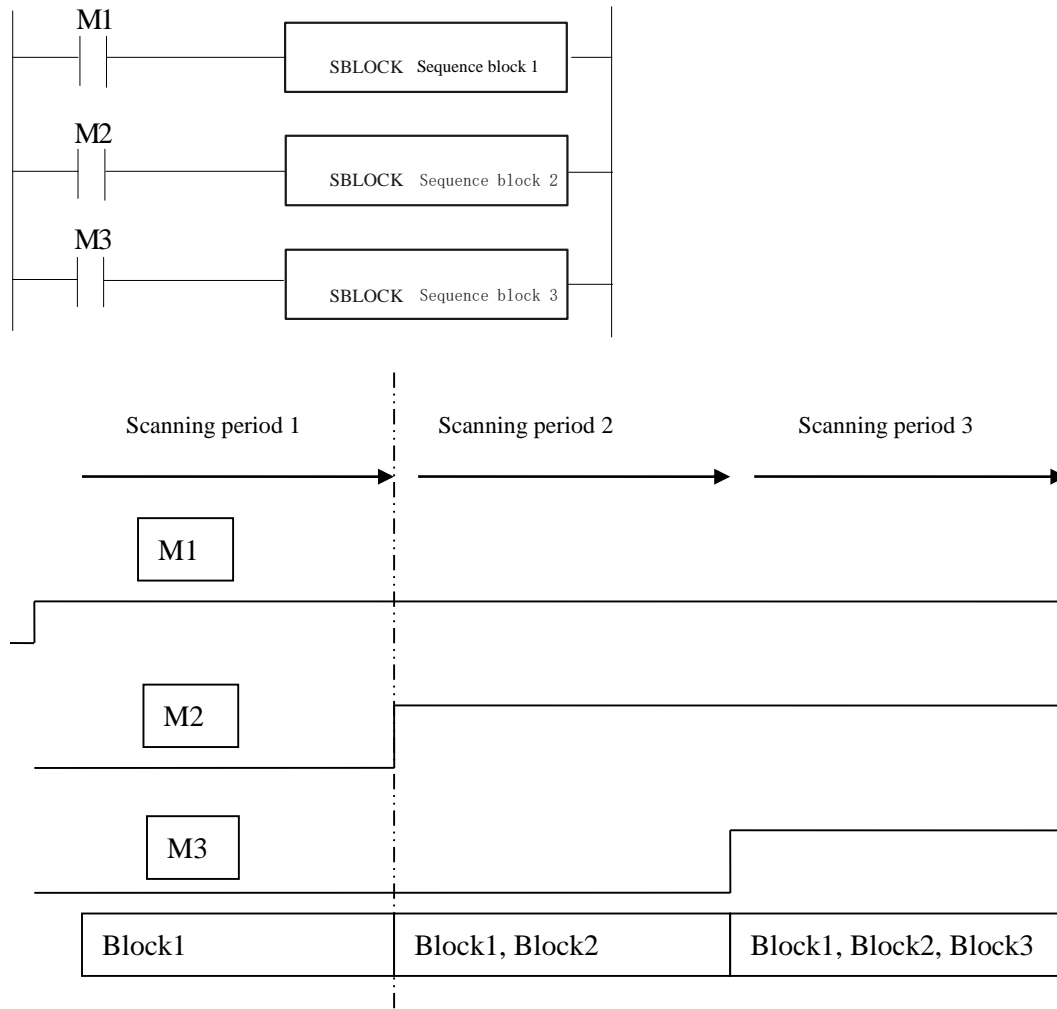 M1
SBLOCK Sequence block 1
M2
SBLOCK Sequence block 2
M3
SBLOCK Sequence block 3
Scanning period 1 Scanning period 2 Scanning period 3
M1
M2
M3
Block1 Block1, Block2 Block1, Block2, Block3